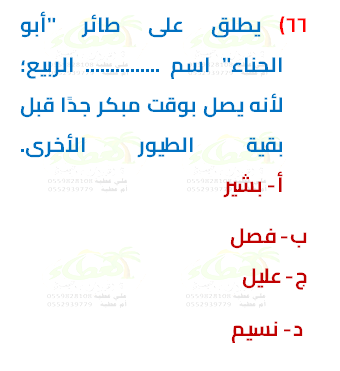 ٦٦) يطلق على طائر "أبو
الحناء" اسم ............... الربيع؛
لأنه يصل بوقت مبكر جدًا قبل
بقية الطيور الأخرى.
أ- بشير
ب- فصل
ج- عليل
د- نسيم